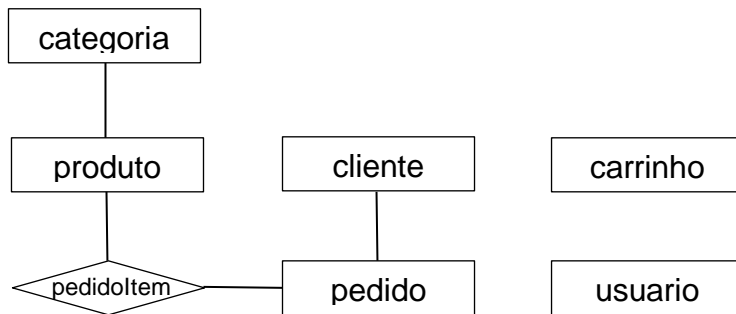 categoria
produto
cliente
carrinho
pedidoItem
pedido
usuario